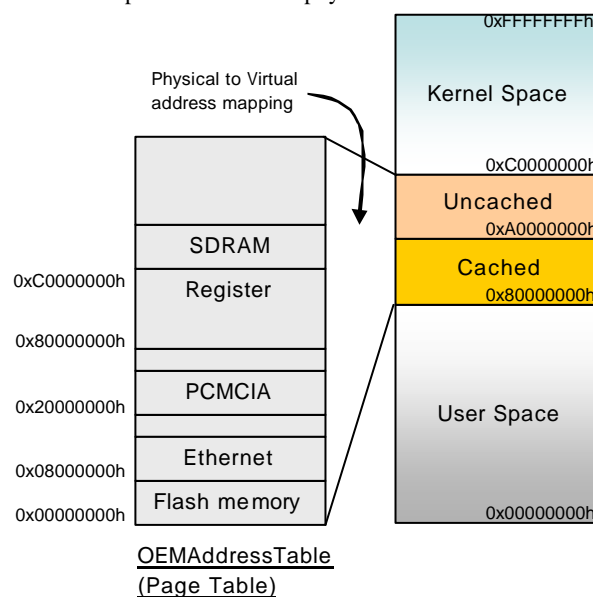 0xFFFFFFFFh
Physical to Virtual
address mapping
Kernel Space
0xC0000000h
Uncached
0xA0000000h
SDRAM
Cached
0xC0000000h
Register
0x80000000h
0x80000000h
PCMCIA
0x20000000h
User Space
Ethernet
0x08000000h
Flash memory
0x00000000h
0x00000000h
OEMAddressTable
(Page Table)